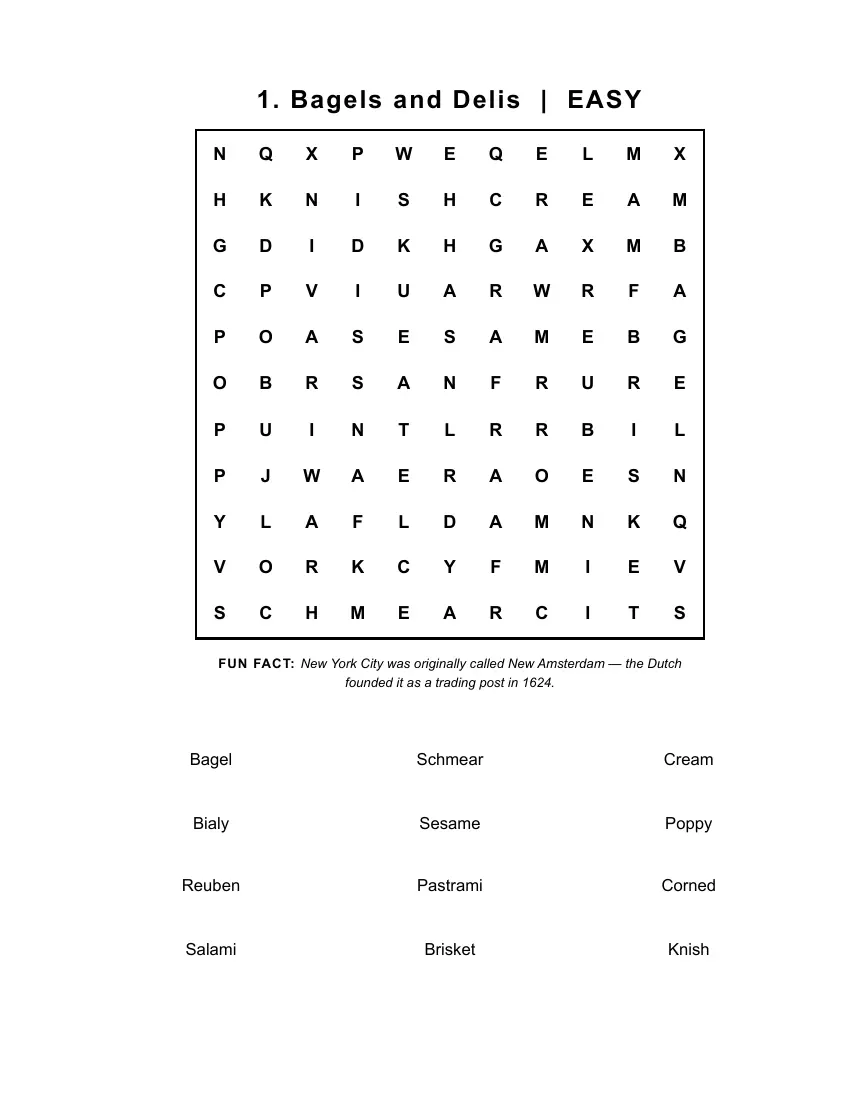 1. Bagels and Delis | EASY
N Q X P W E Q E L M X
H K N I S H C R E A M
G D I D K H G A X M B
C P V I U A R W R F A
P O A S E S A M E B G
O B R S A N F R U R E
P U I N T L R R B I L
P J W A E R A O E S N
Y L A F L D A M N K Q
V O R K C Y F M I E V
S C H M E A R C I T S
FUN FACT: New York City was originally called New Amsterdam — the Dutch
founded it as a trading post in 1624.
Bagel Schmear Cream
Bialy Sesame Poppy
Reuben Pastrami Corned
Salami Brisket Knish